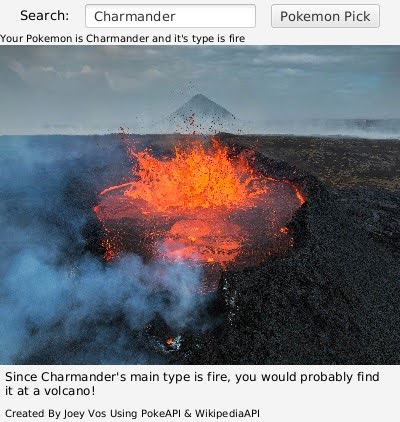 Search: Charmander Pokemon Pick
Your Pokemon is Charmander and it's type is fire
Since Charmander's main type is fire, you would probably find
it at a volcano!
Created By Joey Vos Using PokeAPI & WikipediaAPI